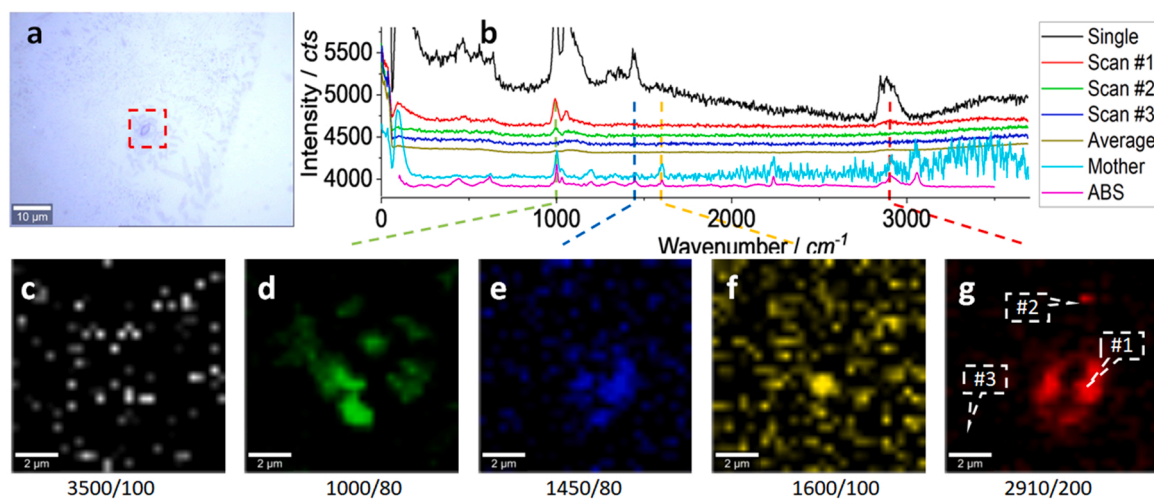 a
10 µm
b
Intensity / cts
5500
5000
4500
4000
0
1000
2000
3000
Wavenumber / cm-1
Single
Scan #1
Scan #2
Scan #3
Average
Mother
ABS
c
2 µm
3500/100
d
2 µm
1000/80
e
2 µm
1450/80
f
2 µm
1600/100
g
#2
#1
#3
2 µm
2910/200